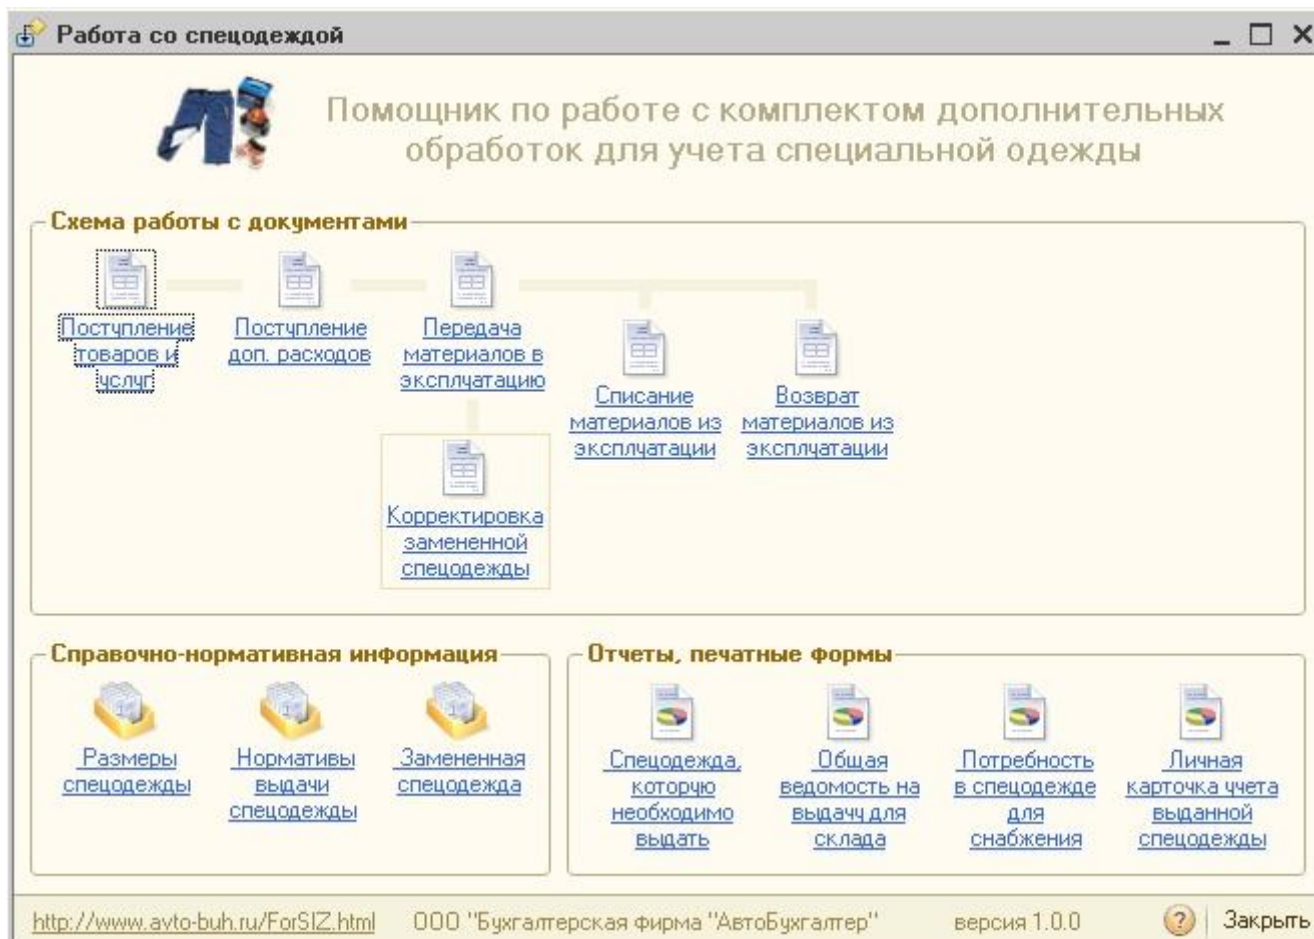 Работа со спецодеждой
Помощник по работе с комплектом дополнительных
обработок для учета специальной одежды
Схема работы с документами
Поступление
товаров и
услуг
Поступление
доп. расходов
Передача
материалов в
эксплуатацию
Списание
материалов из
эксплуатации
Возврат
материалов из
эксплуатации
Корректировка
замененной
спецодежды
Справочно-нормативная информация
Размеры
спецодежды
Нормативы
выдачи
спецодежды
Замененная
спецодежда
Отчеты, печатные формы
Спецодежда,
которую
необходимо
выдать
Общая
ведомость на
выдачу для
склада
Потребность
в спецодежде
для
снабжения
Личная
карточка учета
выданной
спецодежды
http://www.avto-buh.ru/ForSIZ.html ООО "Бухгалтерская фирма "АвтоБухгалтер" версия 1.0.0 ? Закрыть